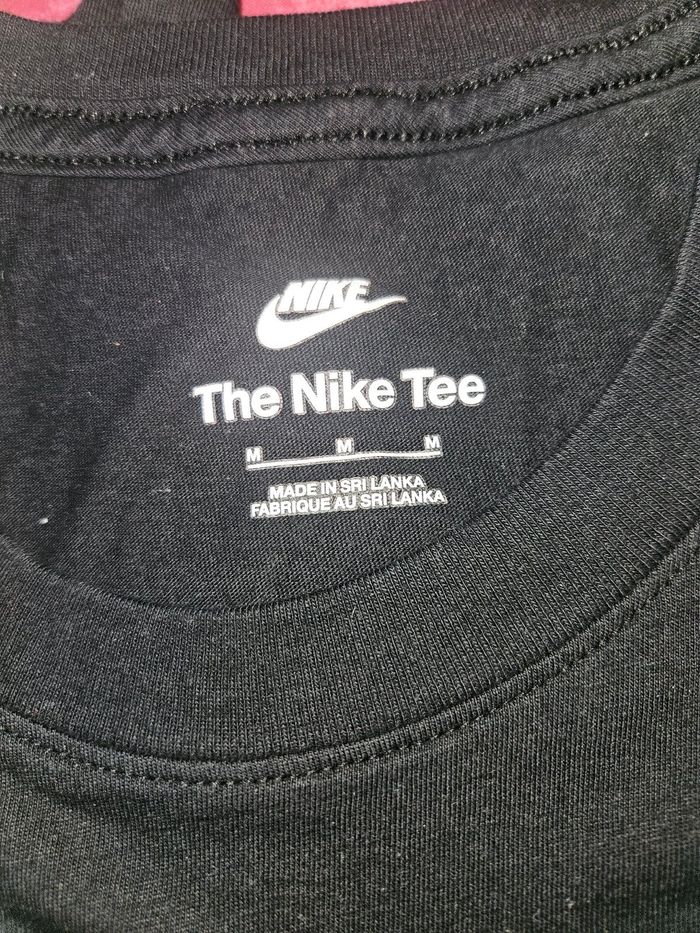 NIKE
The Nike Tee
M M M
MADE IN SRI LANKA
FABRIQUE AU SRI LANKA